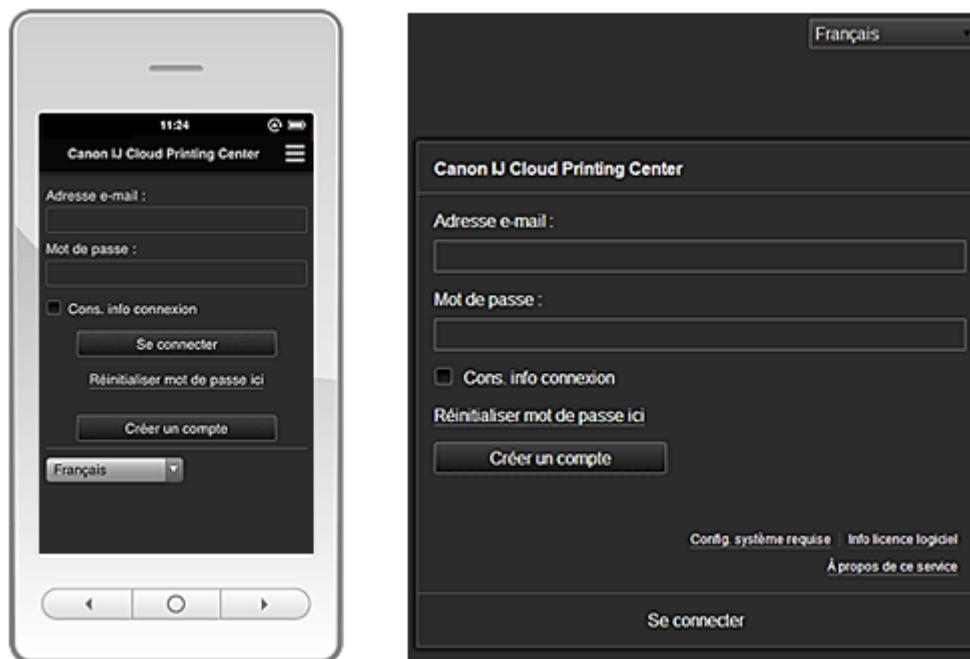 11:24
Canon IJ Cloud Printing Center
Adresse e-mail :
Mot de passe :
Cons. info connexion
Se connecter
Réinitialiser mot de passe ici
Créer un compte
Français
Français
Canon IJ Cloud Printing Center
Adresse e-mail :
Mot de passe :
Cons. info connexion
Réinitialiser mot de passe ici
Créer un compte
Config. système requise Info licence logiciel
À propos de ce service
Se connecter